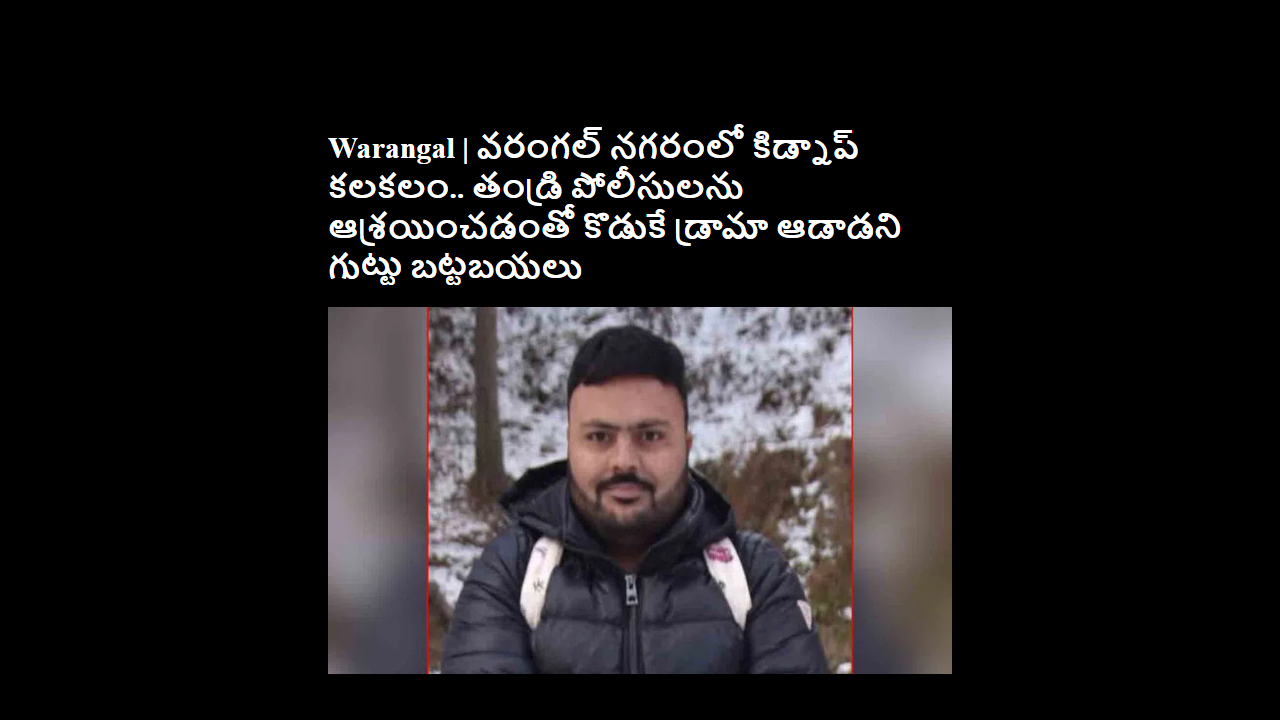 Warangal | వరంగల్ నగరంలో కిడ్నాప్
కలకలం.. తండ్రి పోలీసులను
ఆశ్రయించడంతో కొడుకే డ్రామా ఆడాడని
గుట్టు బట్టబయలు